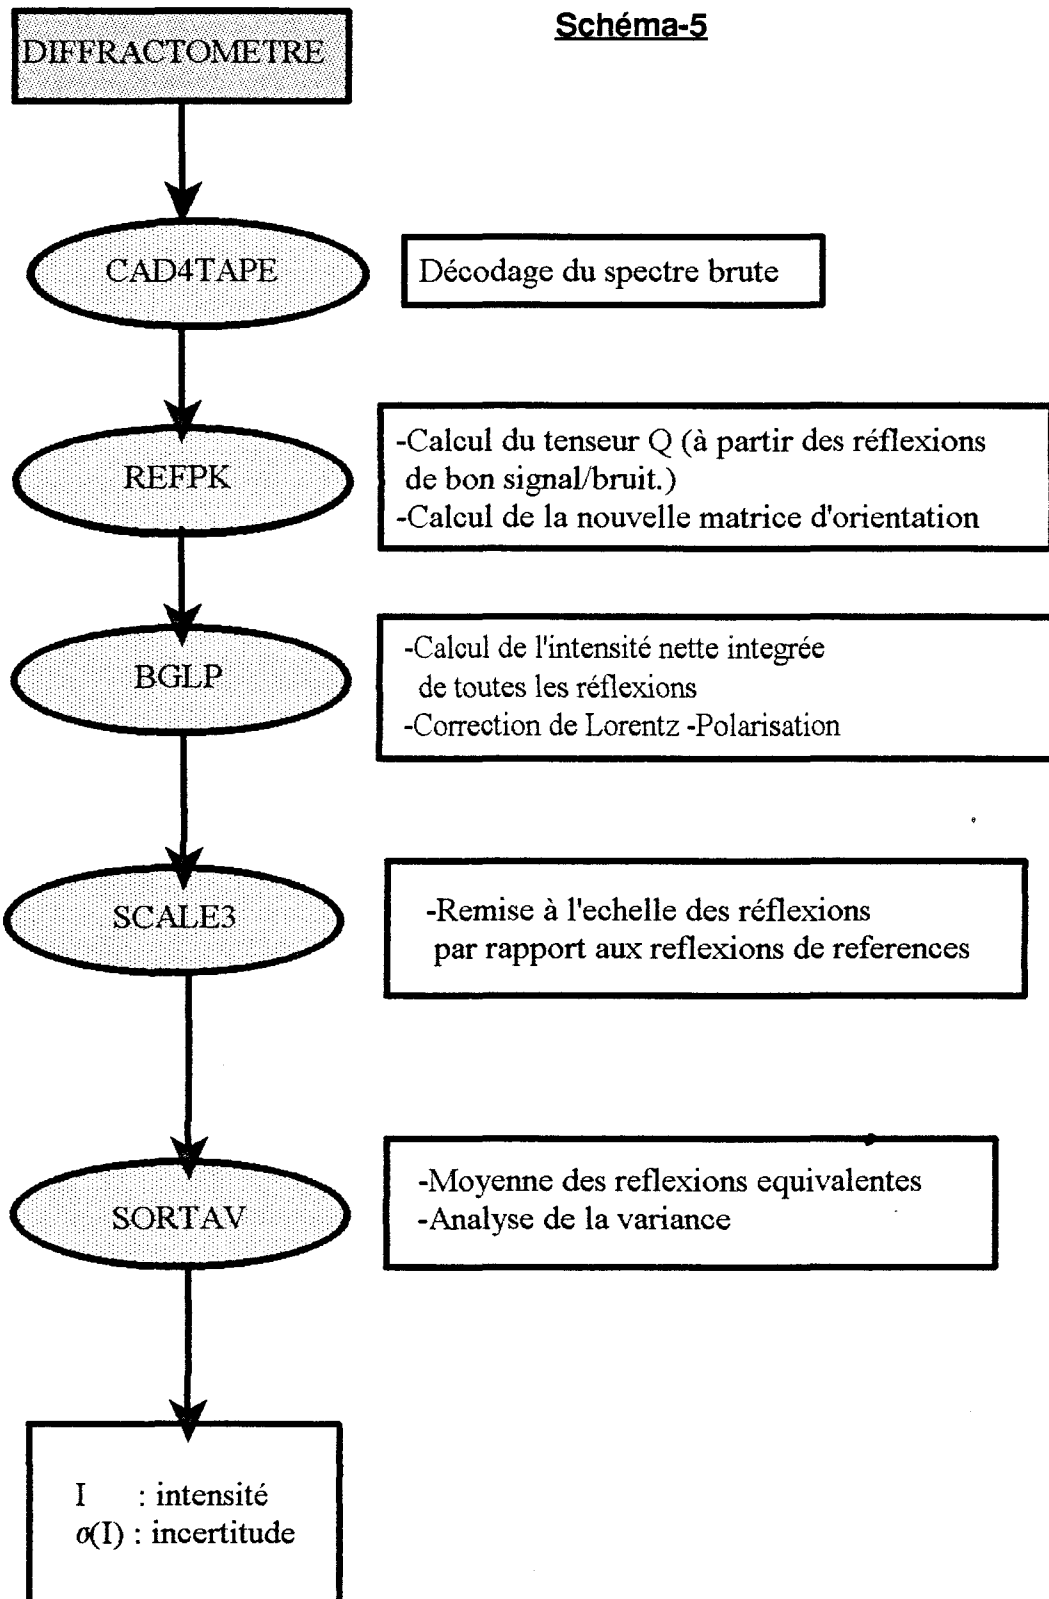 Schéma-5
DIFFRACTOMETRE
CAD4TAPE
Décodage du spectre brute
REFPK
-Calcul du tenseur Q (à partir des réflexions
de bon signal/bruit.)
-Calcul de la nouvelle matrice d'orientation
BGLP
-Calcul de l'intensité nette integrée
de toutes les réflexions
-Correction de Lorentz -Polarisation
SCALE3
-Remise à l'echelle des réflexions
par rapport aux reflexions de references
SORTAV
-Moyenne des reflexions equivalentes
-Analyse de la variance
I : intensité
σ(I) : incertitude